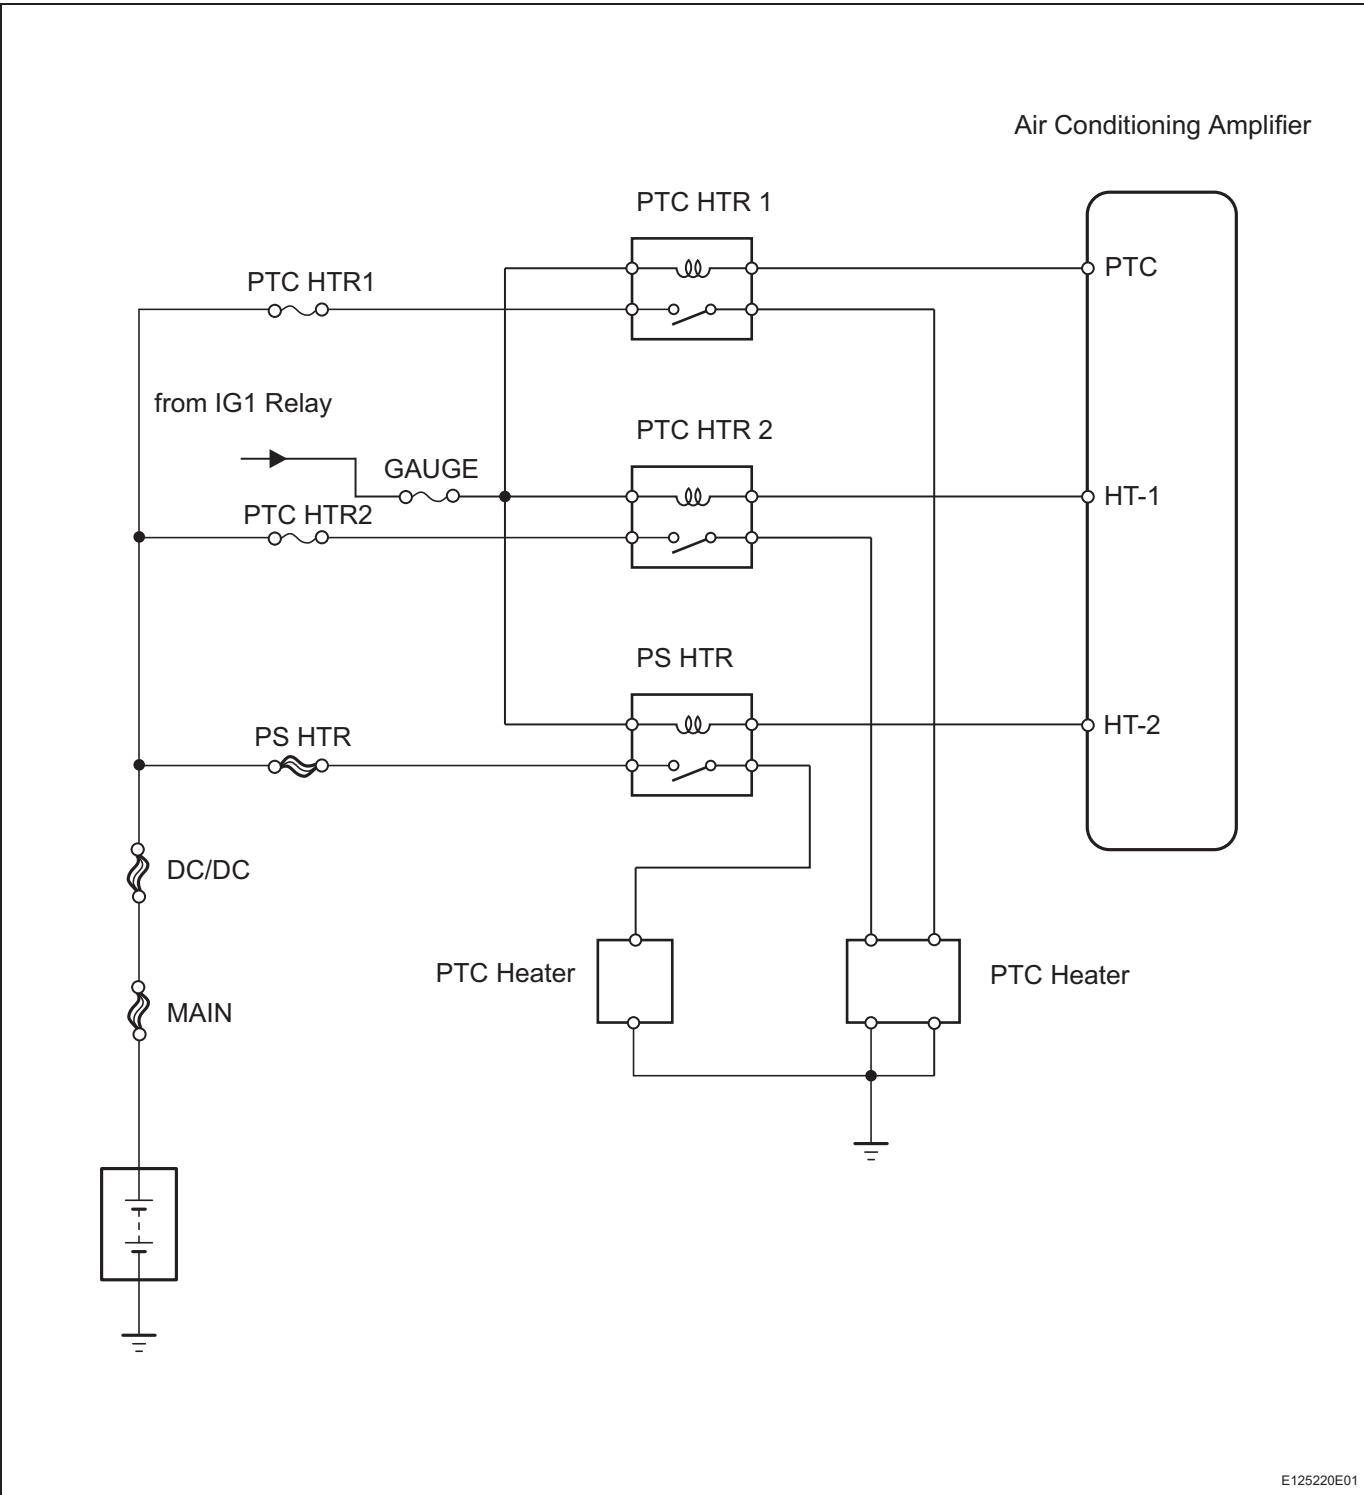 Air Conditioning Amplifier
PTC HTR 1
PTC
PTC HTR1
from IG1 Relay
PTC HTR 2
GAUGE
HT-1
PTC HTR2
PS HTR
HT-2
PS HTR
DC/DC
PTC Heater
PTC Heater
MAIN
E125220E01